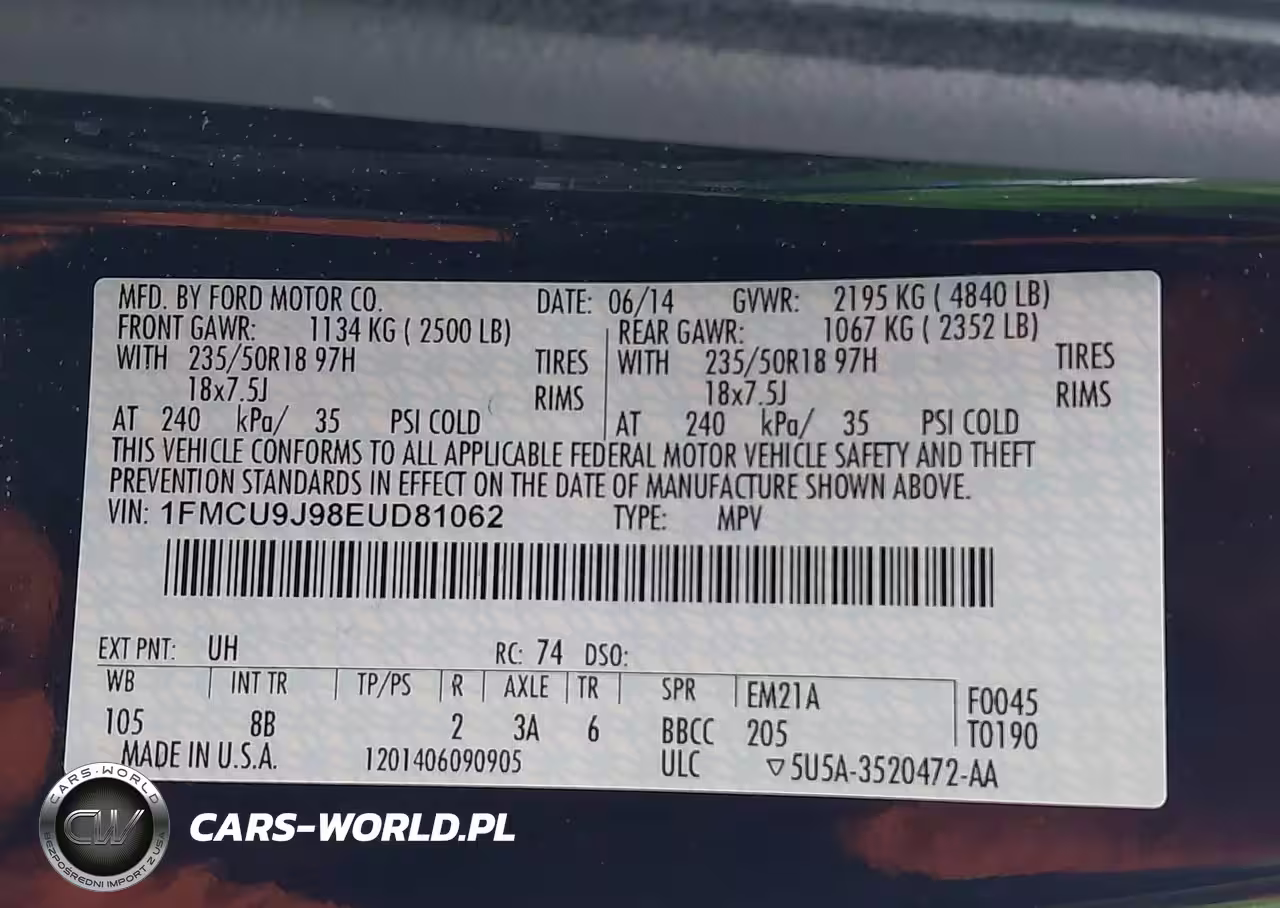 MFD. BY FORD MOTOR CO. DATE: 06/14 GVWR: 2195 KG ( 4840 LB)
FRONT GAWR: 1134 KG ( 2500 LB) REAR GAWR: 1067 KG ( 2352 LB)
WITH 235/50R18 97H TIRES WITH 235/50R18 97H TIRES
18x7.5J RIMS 18x7.5J RIMS
AT 240 kPa/ 35 PSI COLD AT 240 kPa/ 35 PSI COLD
THIS VEHICLE CONFORMS TO ALL APPLICABLE FEDERAL MOTOR VEHICLE SAFETY AND THEFT
PREVENTION STANDARDS IN EFFECT ON THE DATE OF MANUFACTURE SHOWN ABOVE.
VIN: 1FMCU9J98EUD81062 TYPE: MPV
EXT PNT: UH RC: 74 DSO:
WB INT TR TP/PS R AXLE TR SPR EM21A F0045
105 8B 2 3A 6 BBCC 205 T0190
MADE IN U.S.A. 1201406090905 ULC ▽5U5A-3520472-AA
CARS-WORLD
CW
BEZPOŚREDNI IMPORT Z USA
CARS-WORLD.PL